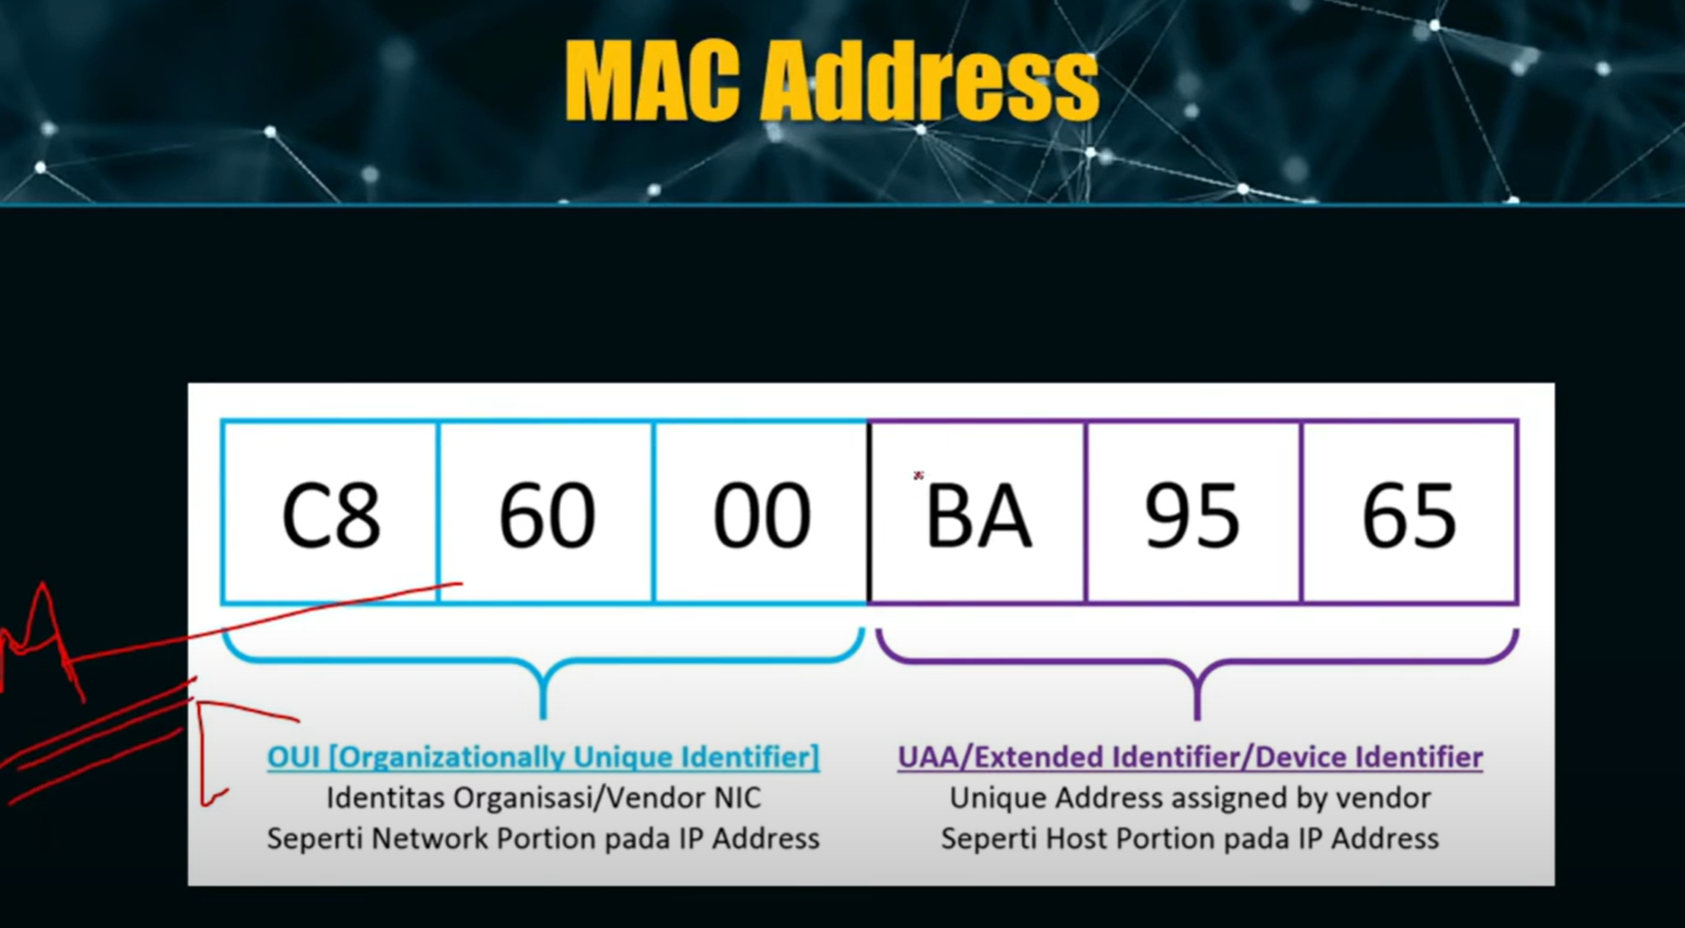 MAC Address
C8 60 00 BA 95 65
OUI [Organizationally Unique Identifier]
Identitas Organisasi/Vendor NIC
Seperti Network Portion pada IP Address
UAA/Extended Identifier/Device Identifier
Unique Address assigned by vendor
Seperti Host Portion pada IP Address